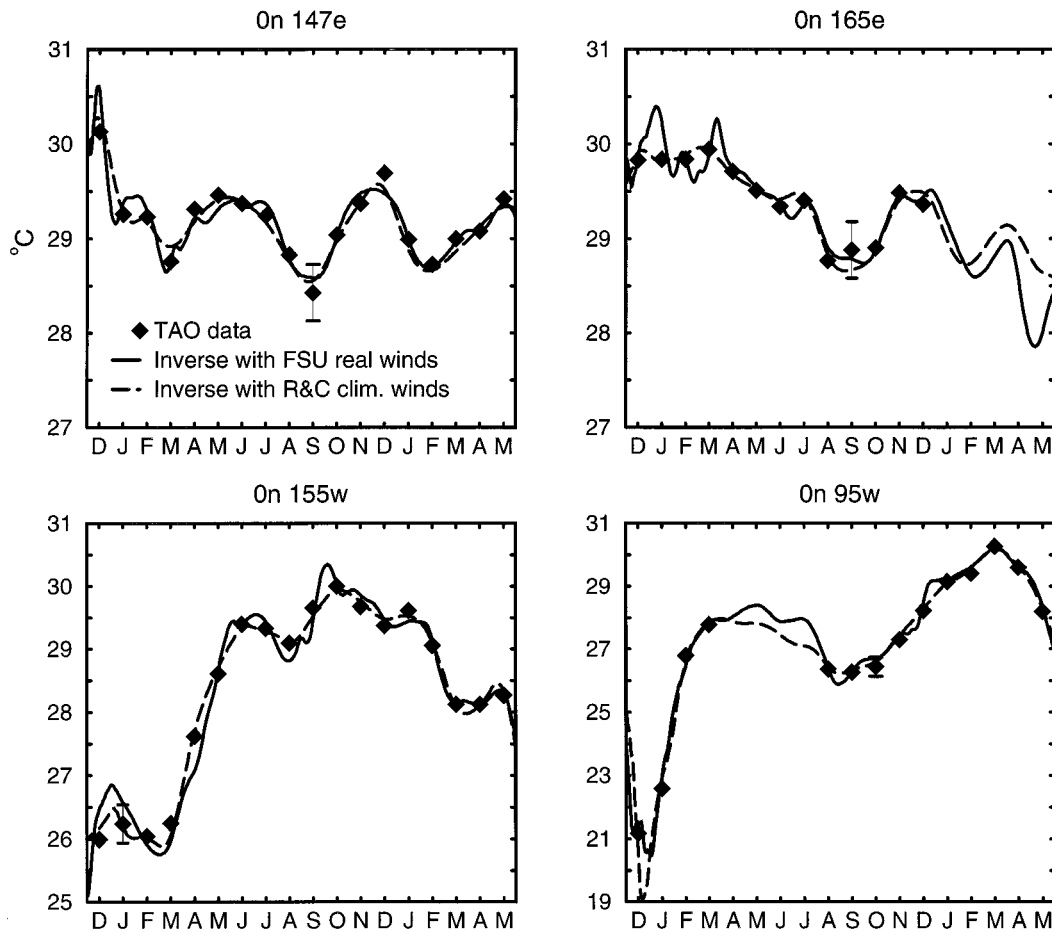 0n 147e
31
30
29
28
27
°C
TAO data
Inverse with FSU real winds
Inverse with R&C clim. winds
D J F M A M J J A S O N D J F M A M
0n 165e
31
30
29
28
27
D J F M A M J J A S O N D J F M A M
0n 155w
31
30
29
28
27
26
25
D J F M A M J J A S O N D J F M A M
0n 95w
31
29
27
25
23
21
19
D J F M A M J J A S O N D J F M A M